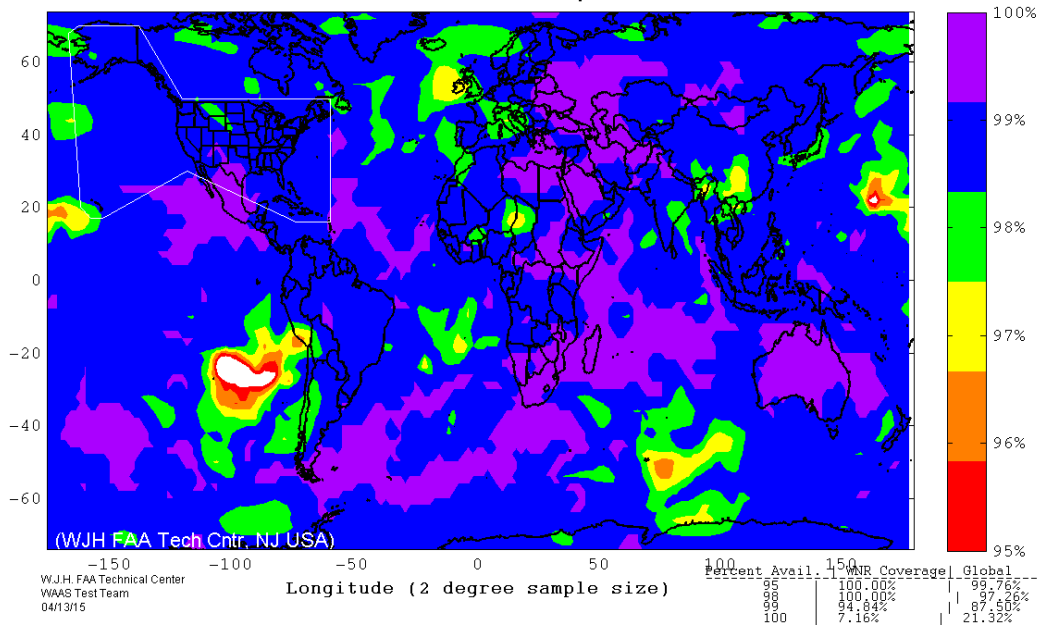 100%
99%
98%
97%
96%
95%
60
40
20
0
-20
-40
-60
(WJH FAA Tech Cntr, NJ USA)
-150 -100 -50 0 50 100 150
Longitude (2 degree sample size)
W.J.H. FAA Technical Center
WAAS Test Team
04/13/15
Percent Avail. | WNR Coverage| Global
95 | 100.00% | 99.76%
98 | 100.00% | 97.26%
99 | 94.84% | 87.50%
100 | 7.16% | 21.32%